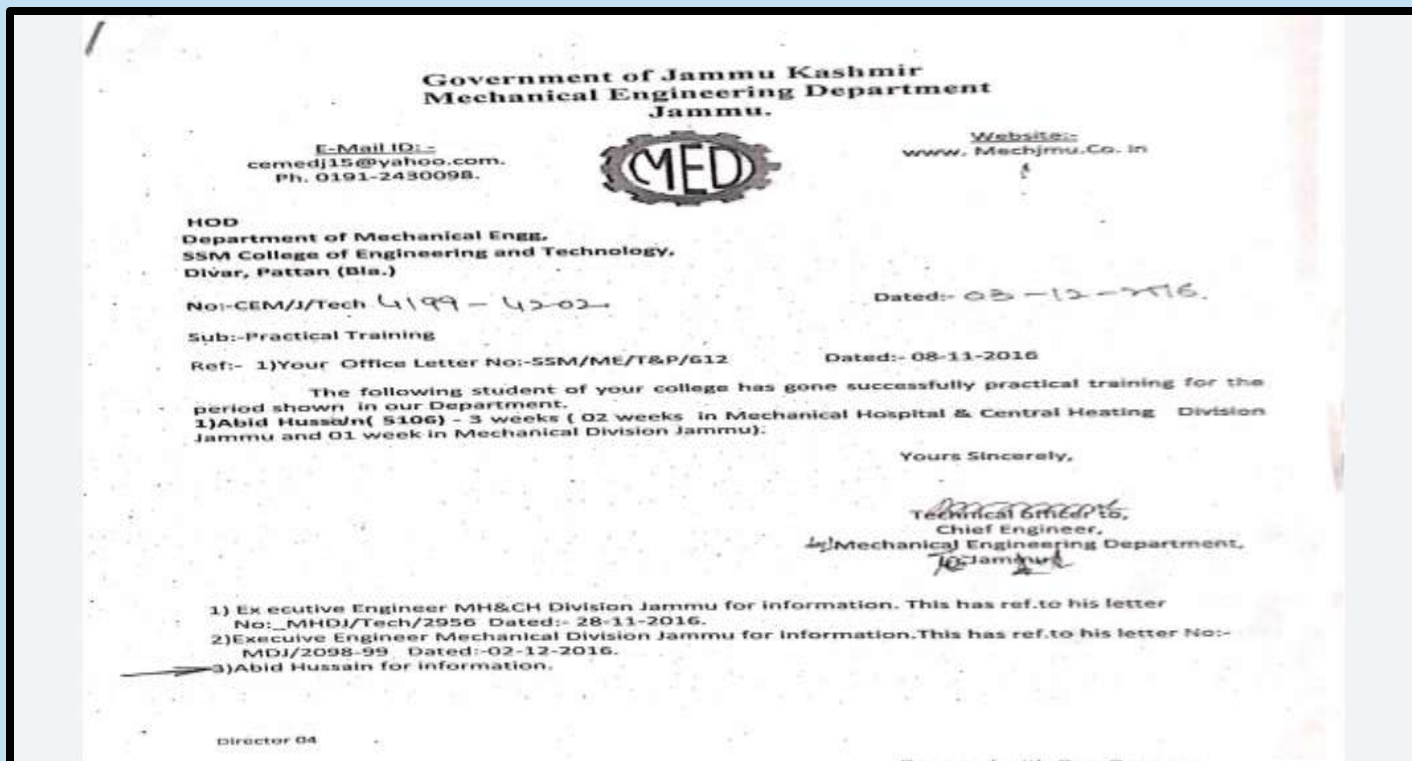 Government of Jammu Kashmir
Mechanical Engineering Department
Jammu.
E-Mail ID: -
cemedj15@yahoo.com.
Ph. 0191-2430098.
MED
Website:-
www. Mechjmu.Co. in
HOD
Department of Mechanical Engg,
SSM College of Engineering and Technology,
Divar, Pattan (Bla.)
No:-CEM/J/Tech 4199 - 4202
Dated:- 03-12-2016.
Sub:-Practical Training
Ref:- 1)Your Office Letter No:-SSM/ME/T&P/612 Dated:- 08-11-2016
The following student of your college has gone successfully practical training for the
period shown in our Department.
1)Abid Hussain( 5106) - 3 weeks ( 02 weeks in Mechanical Hospital & Central Heating Division
Jammu and 01 week in Mechanical Division Jammu).
Yours Sincerely,
Technical Officer to,
Chief Engineer,
Mechanical Engineering Department,
Jammu
1) Ex ecutive Engineer MH&CH Division Jammu for information. This has ref.to his letter
No:_MHDJ/Tech/2956 Dated:- 28-11-2016.
2)Execuive Engineer Mechanical Division Jammu for information.This has ref.to his letter No:-
MDJ/2098-99 Dated:-02-12-2016.
3)Abid Hussain for information.
Director 04